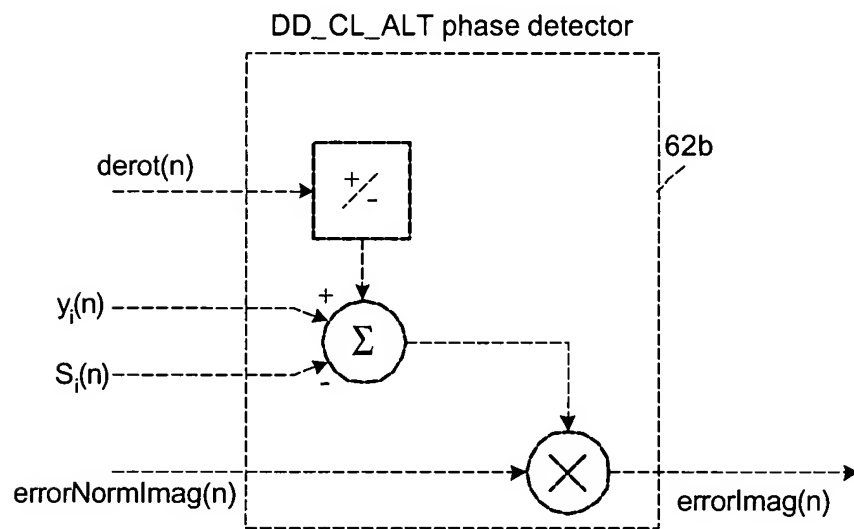 DD_CL_ALT phase detector
62b
derot(n)
+/-
yᵢ(n)
+
Σ
Sᵢ(n)
-
errorNormImag(n)
errorImag(n)